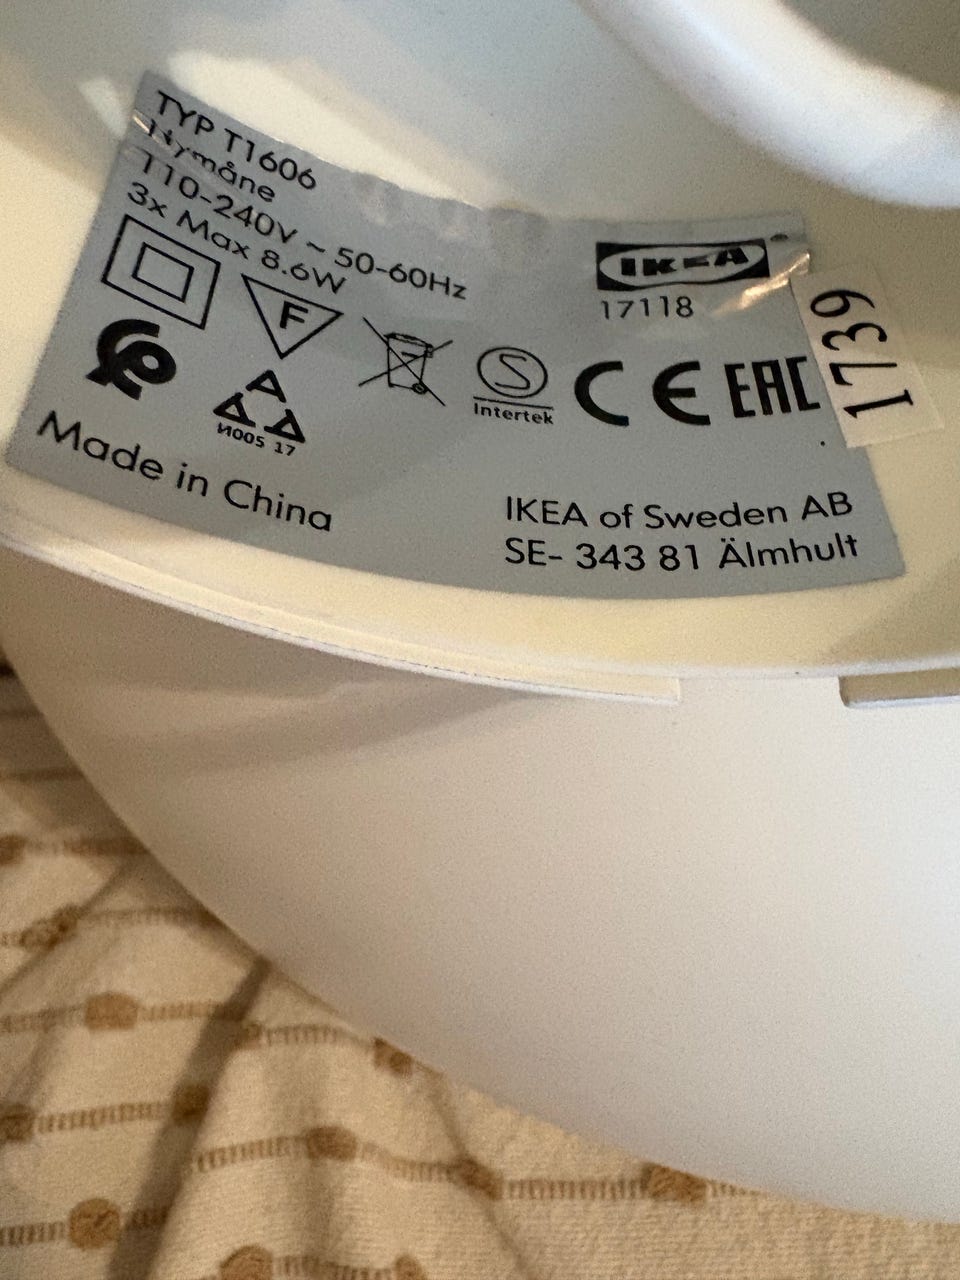 TYP T1606
Nymåne
110-240V ~ 50-60Hz
3x Max 8.6W
F
IKEA®
17118
1739
S
Intertek
CE
EAC
И005 17
Made in China
IKEA of Sweden AB
SE- 343 81 Älmhult